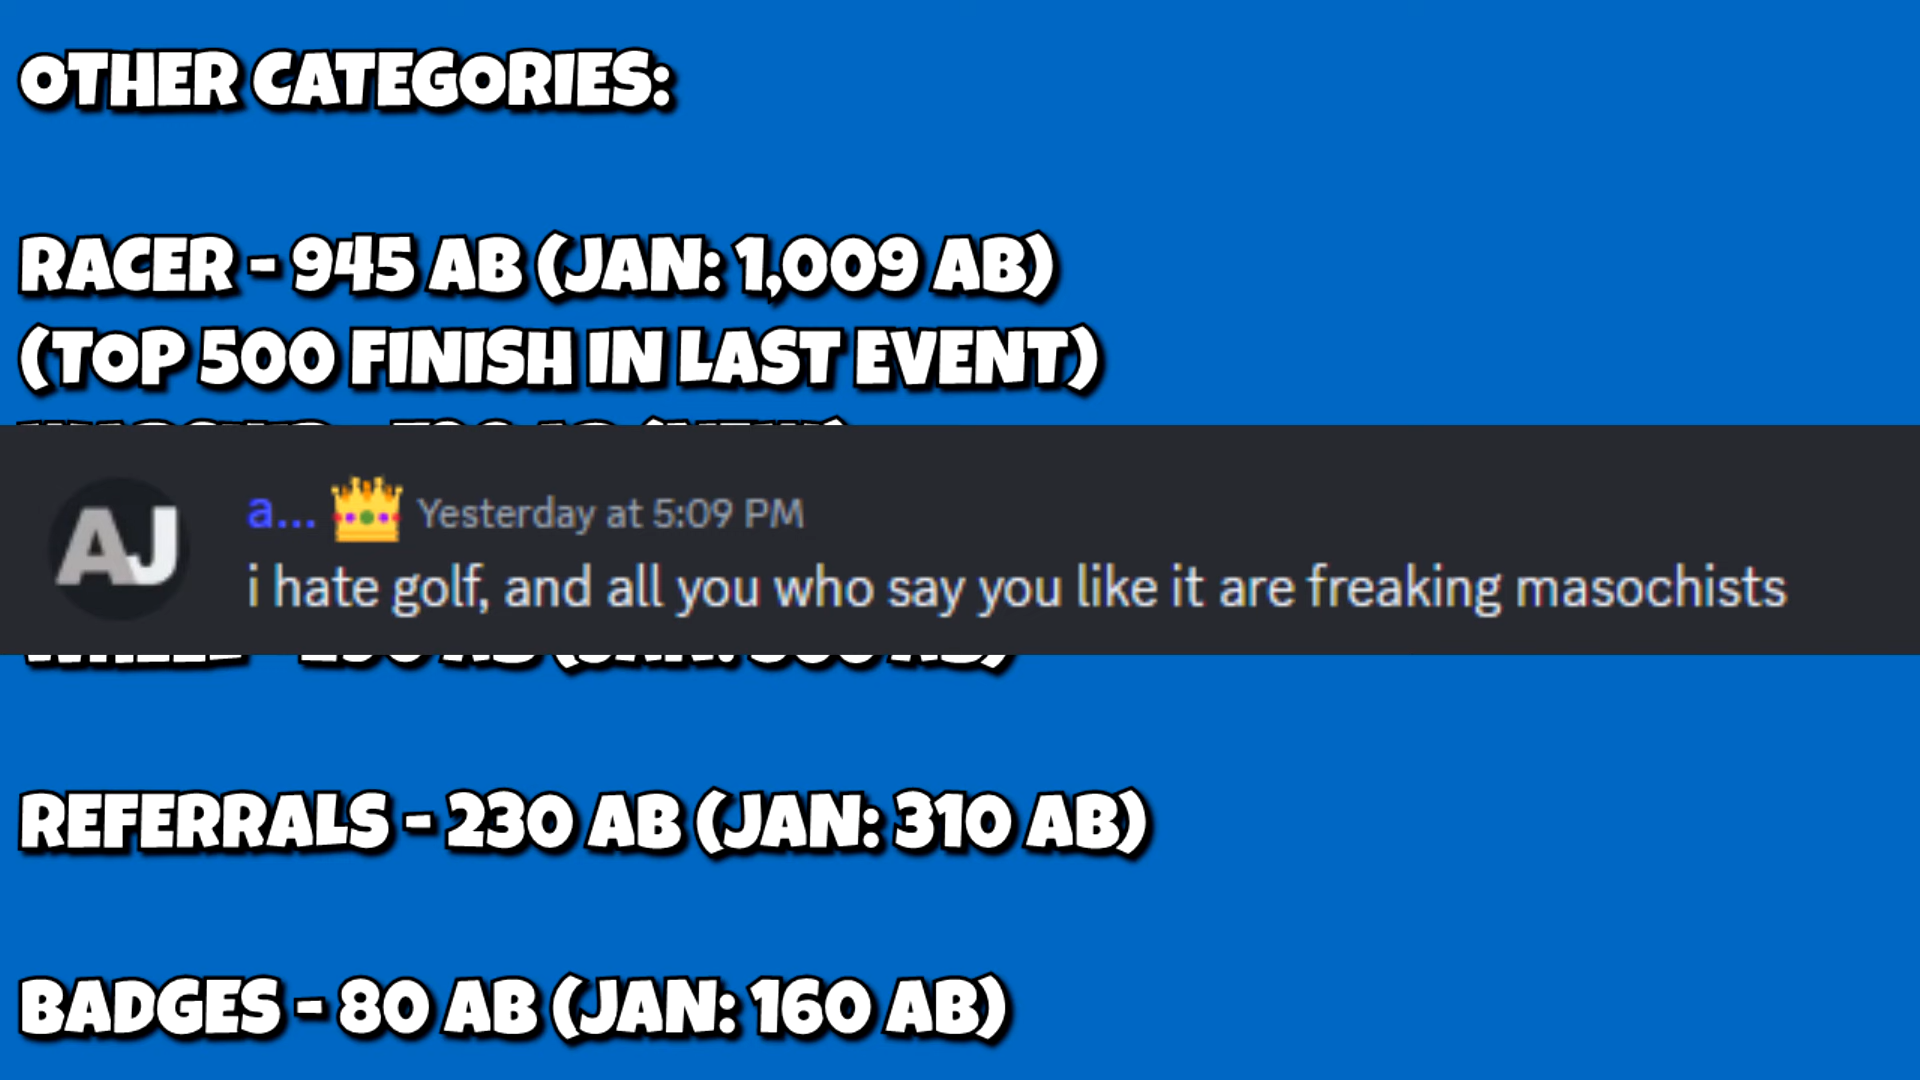 OTHER CATEGORIES:
RACER - 945 AB (JAN: 1,009 AB)
(TOP 500 FINISH IN LAST EVENT)
AJ
a... Yesterday at 5:09 PM
i hate golf, and all you who say you like it are freaking masochists
REFERRALS - 230 AB (JAN: 310 AB)
BADGES - 80 AB (JAN: 160 AB)